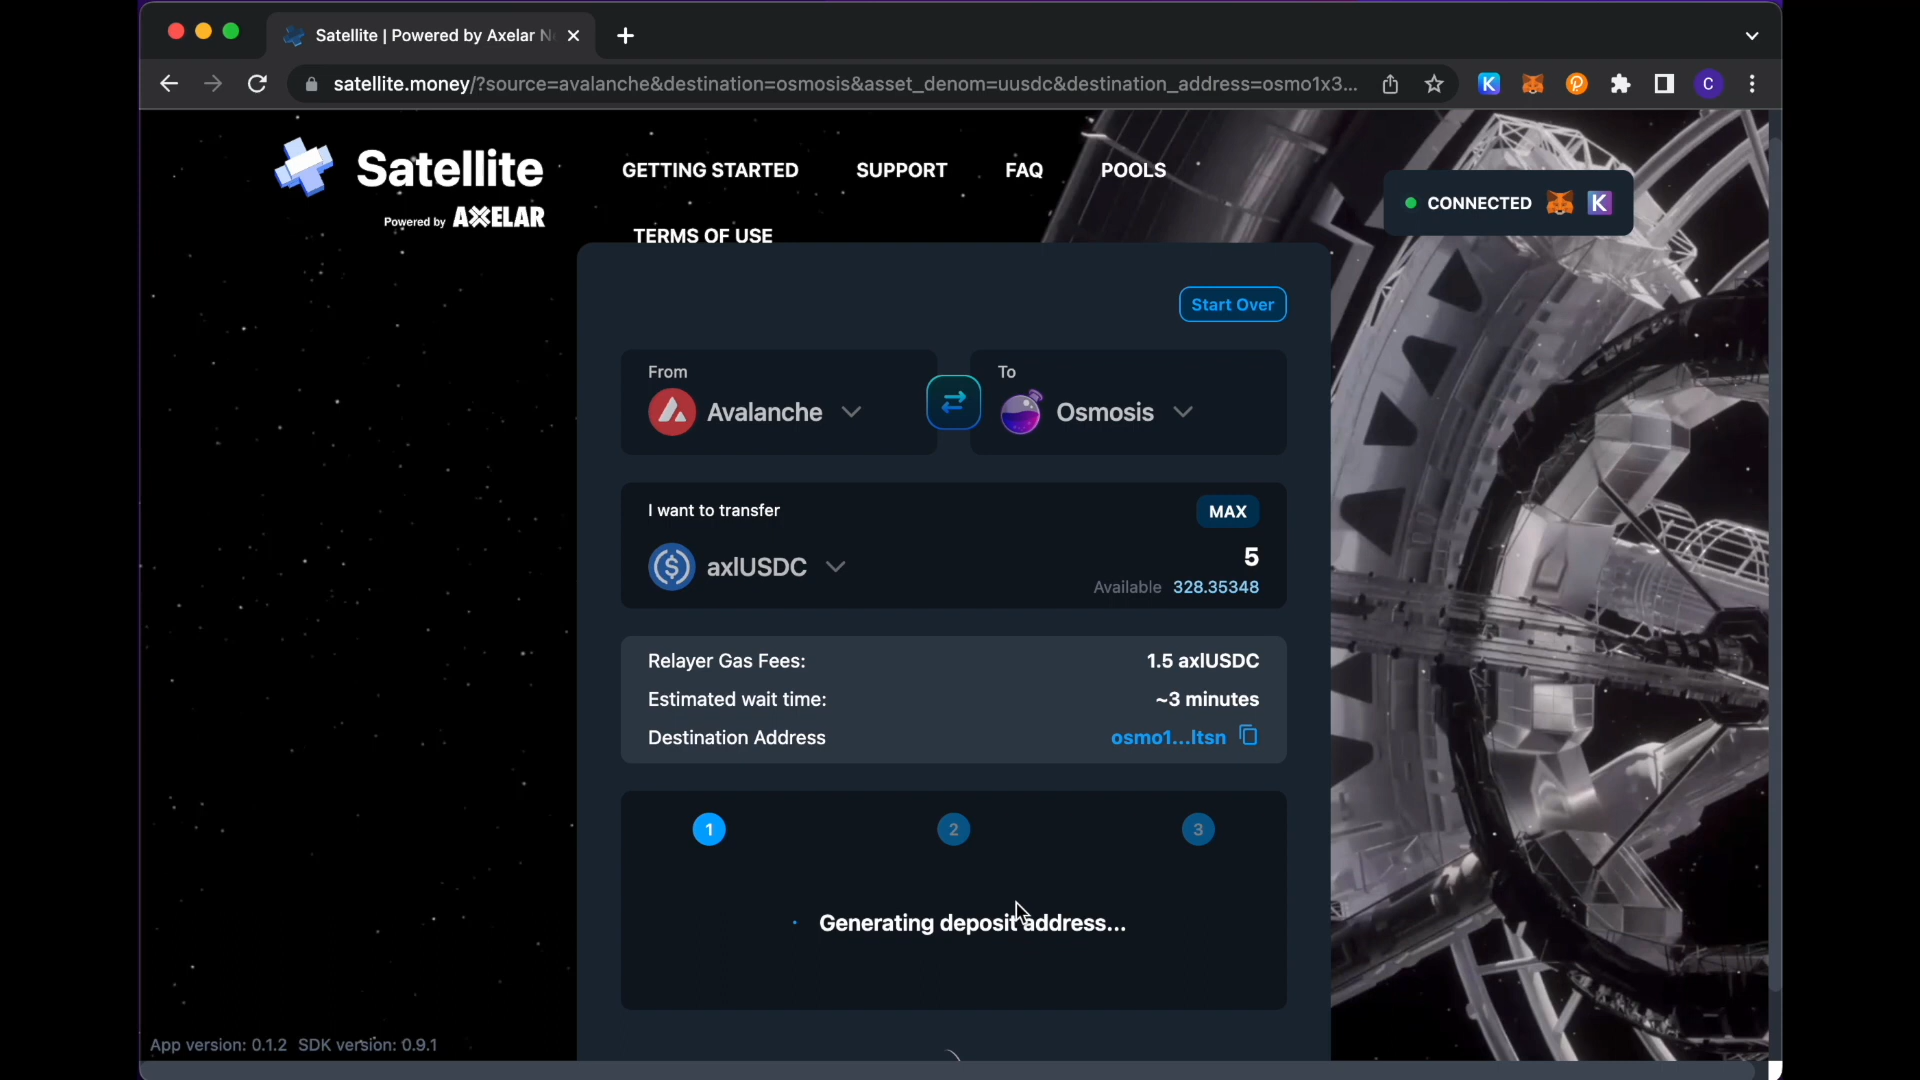 Satellite | Powered by Axelar N
satellite.money/?source=avalanche&destination=osmosis&asset_denom=uusdc&destination_address=osmo1x3...
K
C
Satellite
Powered by AXELAR
GETTING STARTED
SUPPORT
FAQ
POOLS
TERMS OF USE
CONNECTED
K
Start Over
From
Avalanche
To
Osmosis
I want to transfer
MAX
axlUSDC
5
Available 328.35348
Relayer Gas Fees:
1.5 axlUSDC
Estimated wait time:
~3 minutes
Destination Address
osmo1...ltsn
1
2
3
Generating deposit address...
App version: 0.1.2 SDK version: 0.9.1